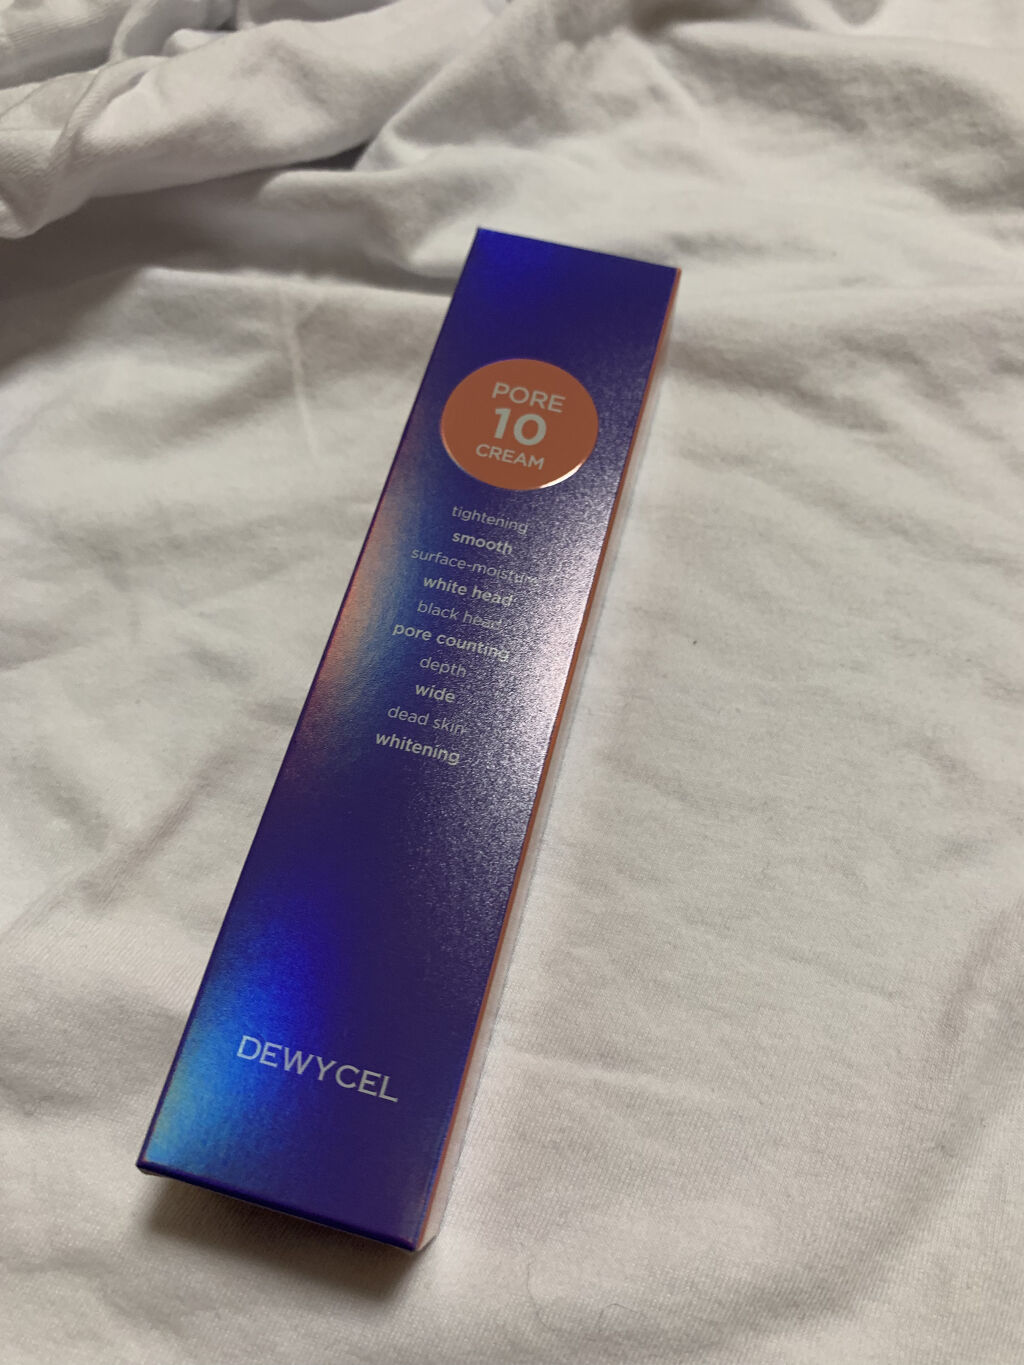 PORE
10
CREAM
tightening
smooth
surface-moisture
white head
black head
pore counting
depth
wide
dead skin
whitening
DEWYCEL